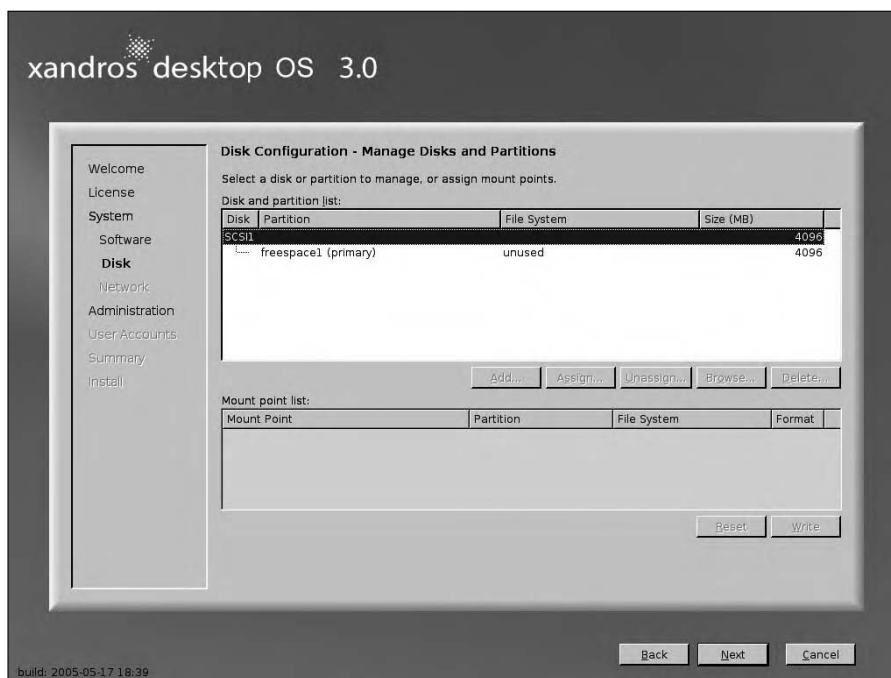 xandros desktop OS 3.0
Welcome
License
System
Software
Disk
Network
Administration
User Accounts
Summary
Install
Disk Configuration - Manage Disks and Partitions
Select a disk or partition to manage, or assign mount points.
Disk and partition list:
Disk Partition File System Size (MB)
SCSI1 4096
freespace1 (primary) unused 4096
Add... Assign... Unassign... Browse... Delete...
Mount point list:
Mount Point Partition File System Format
Reset Write
Back Next Cancel
build: 2005-05-17 18:39